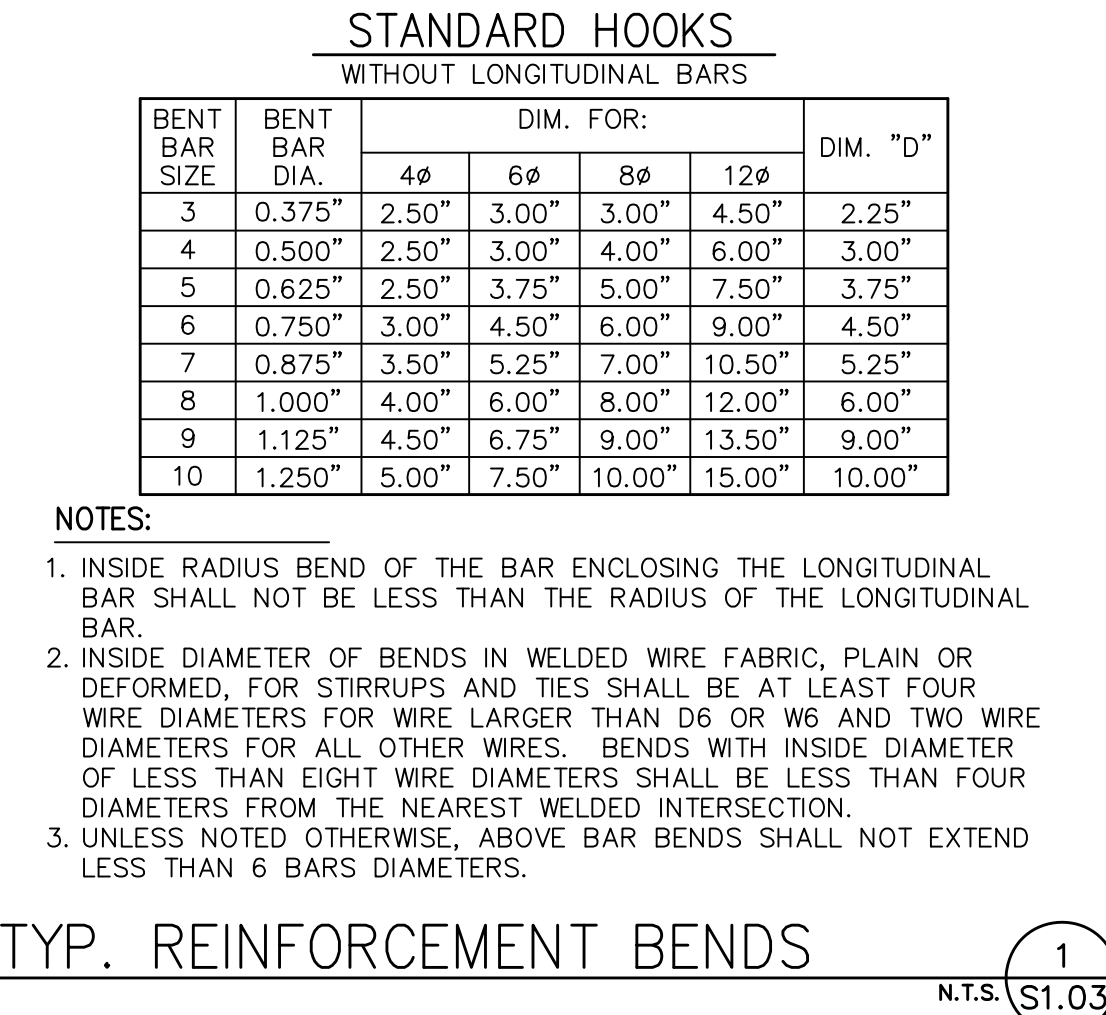 STANDARD HOOKS
WITHOUT LONGITUDINAL BARS
BENT BAR SIZE BENT BAR DIA. DIM. FOR: DIM. "D"
4ø 6ø 8ø 12ø
3 0.375" 2.50" 3.00" 3.00" 4.50" 2.25"
4 0.500" 2.50" 3.00" 4.00" 6.00" 3.00"
5 0.625" 2.50" 3.75" 5.00" 7.50" 3.75"
6 0.750" 3.00" 4.50" 6.00" 9.00" 4.50"
7 0.875" 3.50" 5.25" 7.00" 10.50" 5.25"
8 1.000" 4.00" 6.00" 8.00" 12.00" 6.00"
9 1.125" 4.50" 6.75" 9.00" 13.50" 9.00"
10 1.250" 5.00" 7.50" 10.00" 15.00" 10.00"
NOTES:
1. INSIDE RADIUS BEND OF THE BAR ENCLOSING THE LONGITUDINAL
BAR SHALL NOT BE LESS THAN THE RADIUS OF THE LONGITUDINAL
BAR.
2. INSIDE DIAMETER OF BENDS IN WELDED WIRE FABRIC, PLAIN OR
DEFORMED, FOR STIRRUPS AND TIES SHALL BE AT LEAST FOUR
WIRE DIAMETERS FOR WIRE LARGER THAN D6 OR W6 AND TWO WIRE
DIAMETERS FOR ALL OTHER WIRES. BENDS WITH INSIDE DIAMETER
OF LESS THAN EIGHT WIRE DIAMETERS SHALL BE LESS THAN FOUR
DIAMETERS FROM THE NEAREST WELDED INTERSECTION.
3. UNLESS NOTED OTHERWISE, ABOVE BAR BENDS SHALL NOT EXTEND
LESS THAN 6 BARS DIAMETERS.
TYP. REINFORCEMENT BENDS
1
N.T.S. S1.03